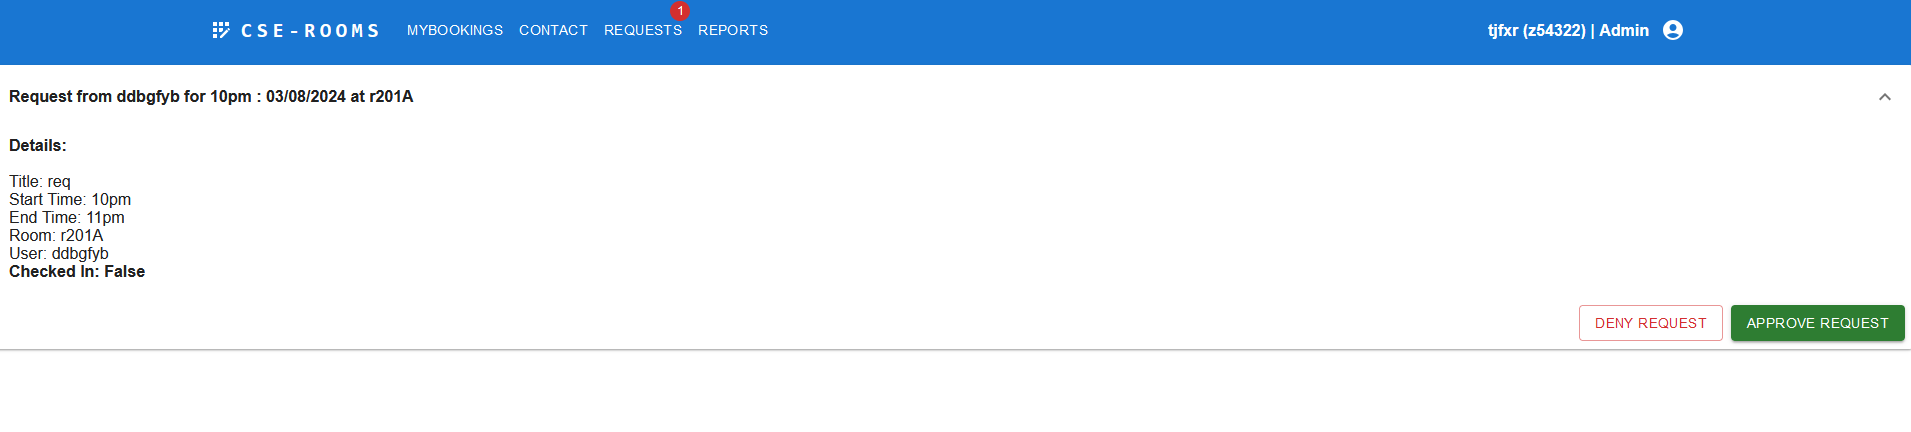 CSE-ROOMS MYBOOKINGS CONTACT REQUESTS 1 REPORTS tjfxr (z54322) | Admin
Request from ddbgfyb for 10pm : 03/08/2024 at r201A
Details:
Title: req
Start Time: 10pm
End Time: 11pm
Room: r201A
User: ddbgfyb
Checked In: False
DENY REQUEST APPROVE REQUEST